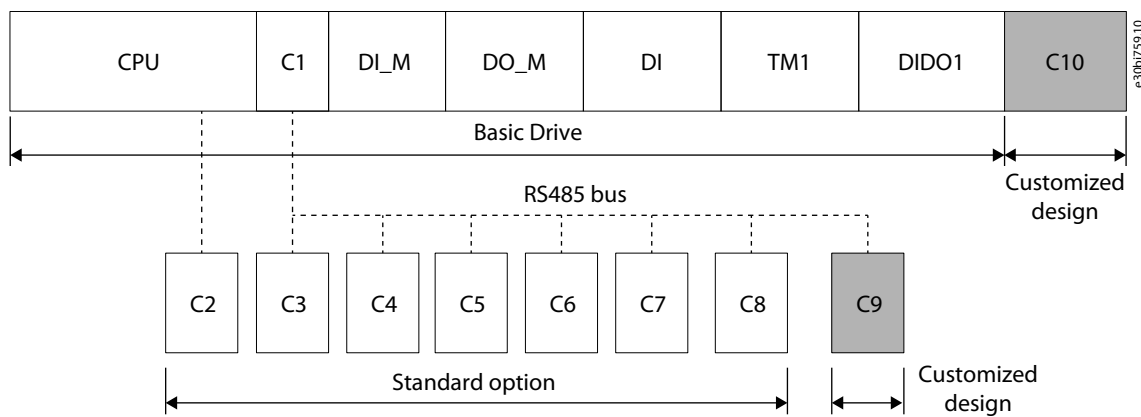 CPU
C1
DI_M
DO_M
DI
TM1
DIDO1
C10
e30bj759.10
Basic Drive
Customized
design
RS485 bus
C2
C3
C4
C5
C6
C7
C8
C9
Standard option
Customized
design